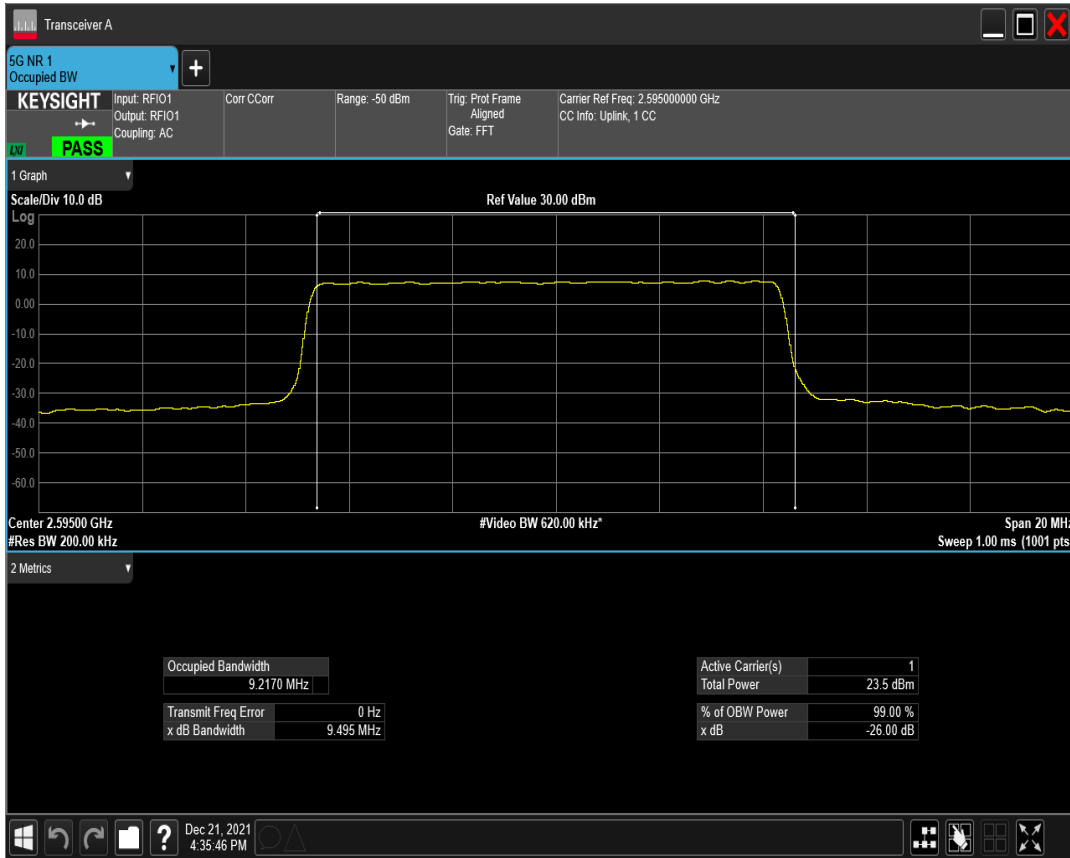 Transceiver A
5G NR 1
Occupied BW
KEYSIGHT
LXI
PASS
Input: RFIO1
Output: RFIO1
Coupling: AC
Corr CCorr
Range: -50 dBm
Trig: Prot Frame
Aligned
Gate: FFT
Carrier Ref Freq: 2.595000000 GHz
CC Info: Uplink, 1 CC
1 Graph
Scale/Div 10.0 dB
Ref Value 30.00 dBm
Log
20.0
10.0
0.00
-10.0
-20.0
-30.0
-40.0
-50.0
-60.0
Center 2.59500 GHz
#Video BW 620.00 kHz*
Span 20 MHz
#Res BW 200.00 kHz
Sweep 1.00 ms (1001 pts
2 Metrics
Occupied Bandwidth
9.2170 MHz
Transmit Freq Error 0 Hz
x dB Bandwidth 9.495 MHz
Active Carrier(s) 1
Total Power 23.5 dBm
% of OBW Power 99.00 %
x dB -26.00 dB
?
Dec 21, 2021
4:35:46 PM